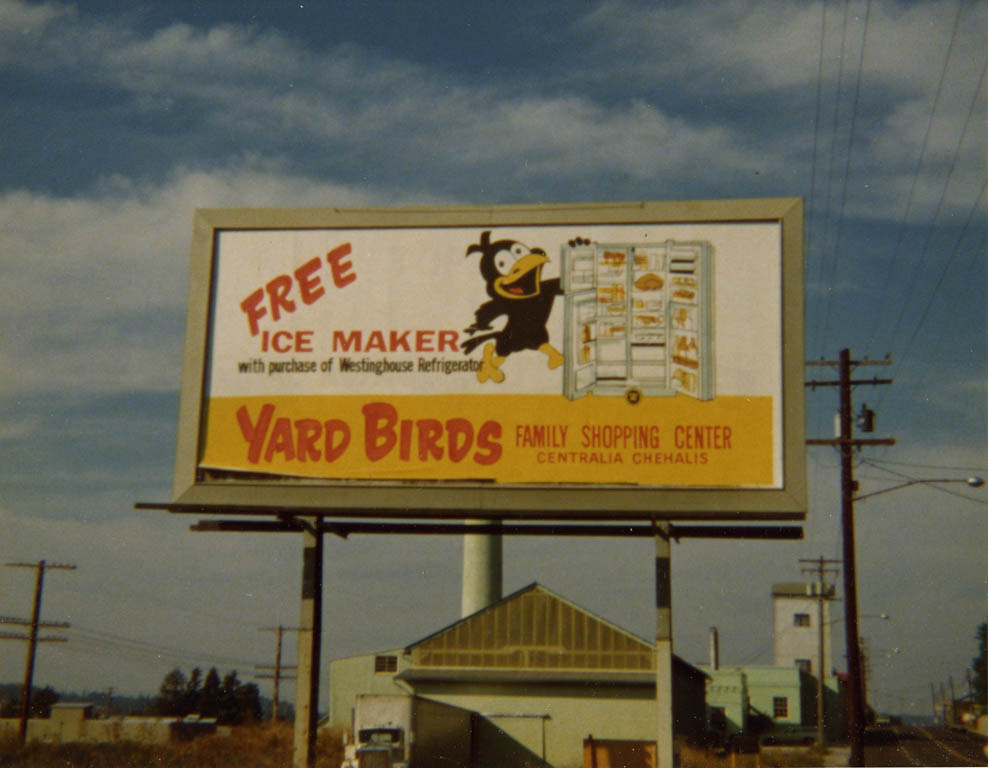 FREE
ICE MAKER
with purchase of Westinghouse Refrigerator
YARD BIRDS FAMILY SHOPPING CENTER
CENTRALIA CHEHALIS